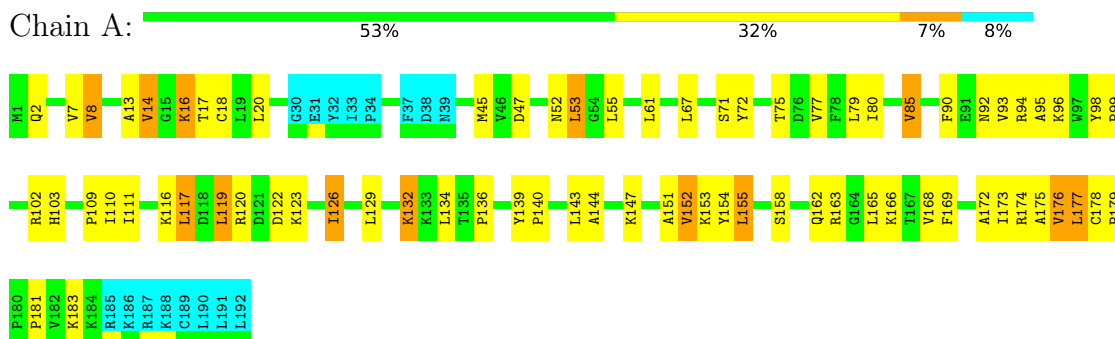 Chain A:
53% 32% 7% 8%
M1 Q2 V7 V8 A13 V14 G15 K16 T17 C18 L19 L20 G30 E31 Y32 I33 P34 F37 D38 N39 M45 V46 D47 N52 L53 G54 L55 L61 L67 S71 Y72 T75 D76 V77 F78 L79 I80 V85 F90 E91 N92 V93 R94 A95 K96 W97 Y98 P99
R102 H103 P109 I110 I111 K116 L117 D118 L119 R120 D121 D122 K123 I126 L129 K132 K133 L134 T135 P136 Y139 P140 L143 A144 K147 A151 V152 K153 Y154 L155 S158 Q162 R163 G164 L165 K166 T167 V168 F169 A172 I173 R174 A175 V176 L177 C178 P179
P180 P181 V182 K183 K184 R185 K186 R187 K188 C189 L190 L191 L192